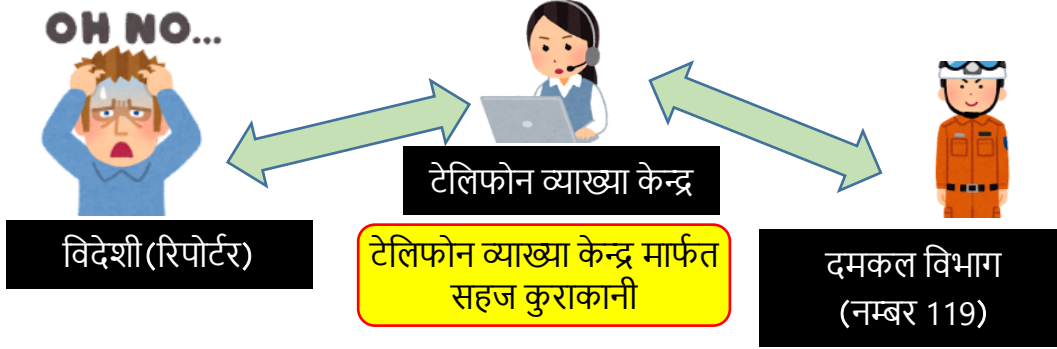 OH NO...
टेलिफोन व्याख्या केन्द्र
विदेशी(रिपोर्टर)
टेलिफोन व्याख्या केन्द्र मार्फत
सहज कुराकानी
दमकल विभाग
(नम्बर 119)